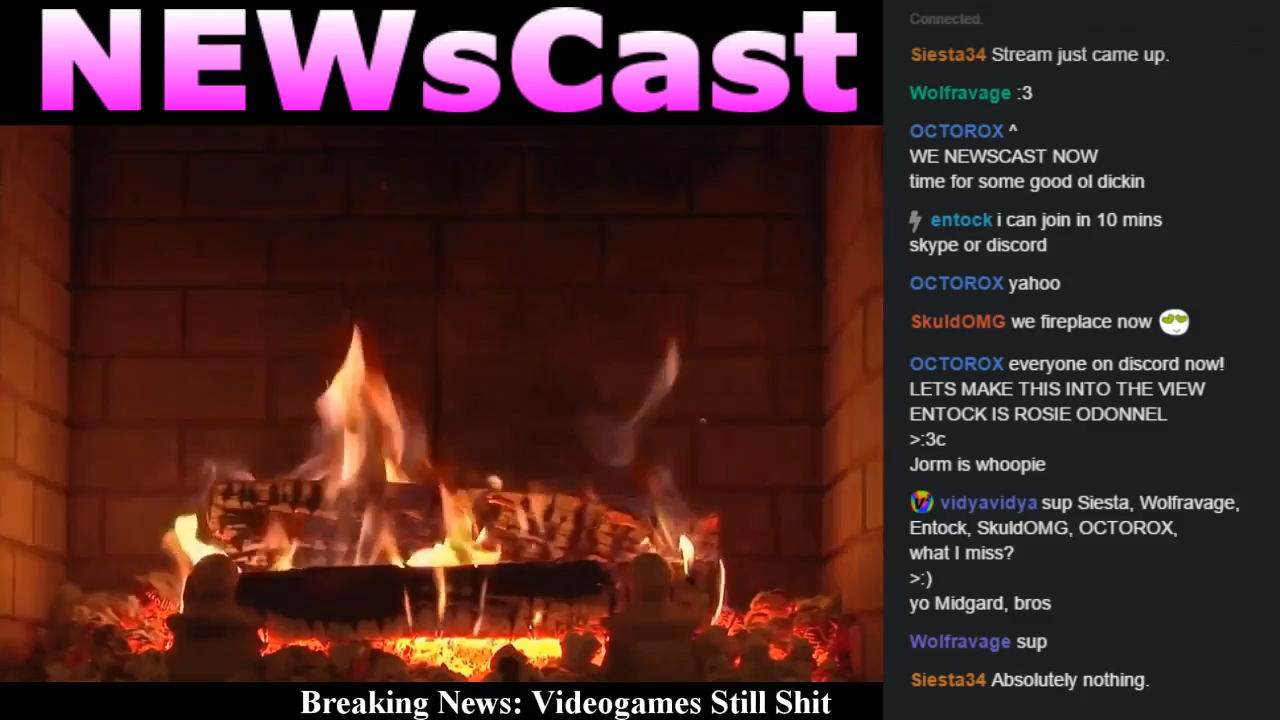 NEWsCast
Breaking News: Videogames Still Shit
Connected.
Siesta34 Stream just came up.
Wolfravage :3
OCTOROX ^
WE NEWSCAST NOW
time for some good ol dickin
entock i can join in 10 mins
skype or discord
OCTOROX yahoo
SkuldOMG we fireplace now
OCTOROX everyone on discord now!
LETS MAKE THIS INTO THE VIEW
ENTOCK IS ROSIE ODONNEL
>:3c
Jorm is whoopie
vidyavidya sup Siesta, Wolfravage,
Entock, SkuldOMG, OCTOROX,
what I miss?
>:)
yo Midgard, bros
Wolfravage sup
Siesta34 Absolutely nothing.